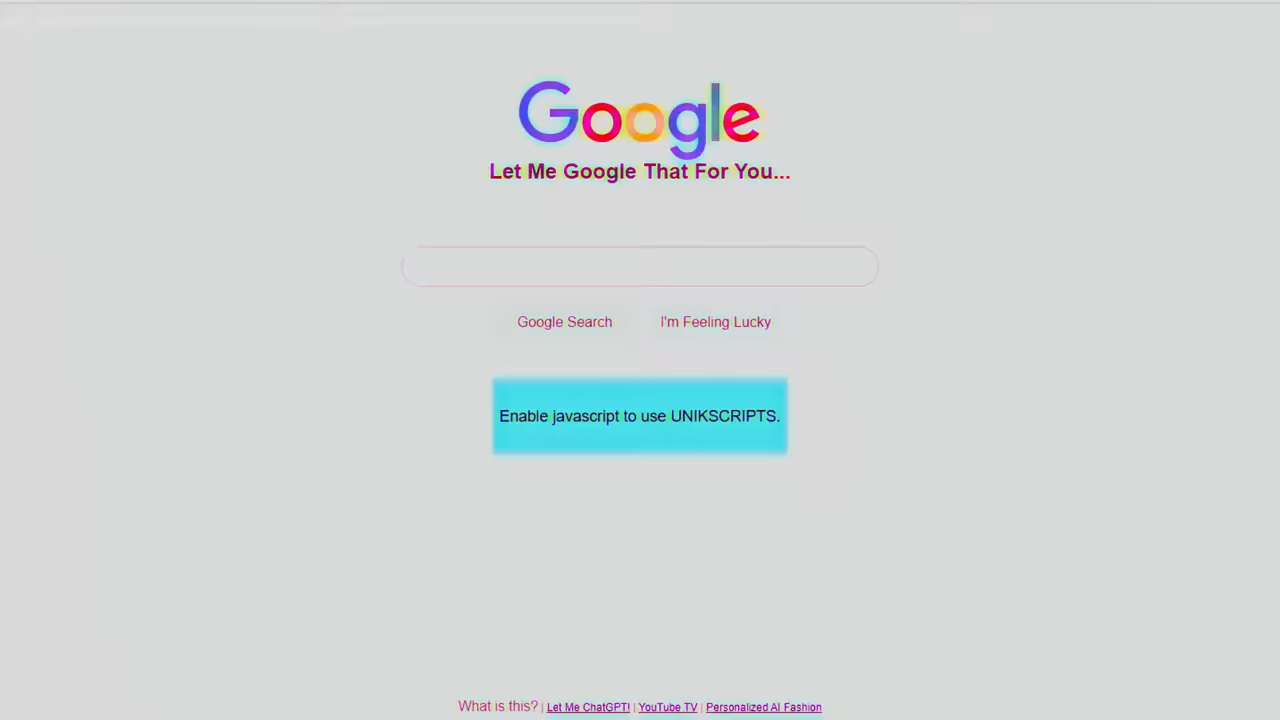 Google
Let Me Google That For You...
Google Search
I'm Feeling Lucky
Enable javascript to use UNIKSCRIPTS.
What is this? | Let Me ChatGPT! | YouTube TV | Personalized AI Fashion